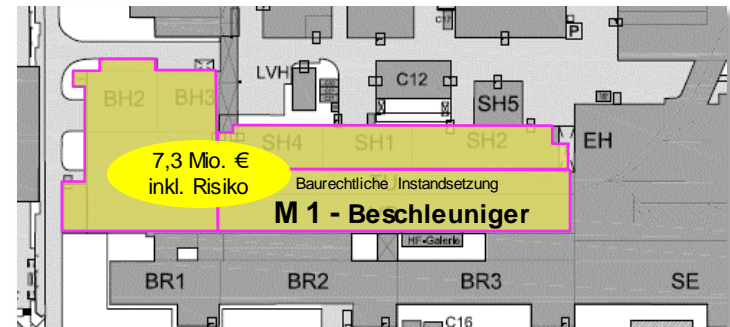 C17
P
LVH
C12
BH2
BH3
SH5
SH4
SH1
SH2
EH
7,3 Mio. €
inkl. Risiko
Baurechtliche Instandsetzung
M 1 - Beschleuniger
HF-Galerie
BR1
BR2
BR3
SE
C16